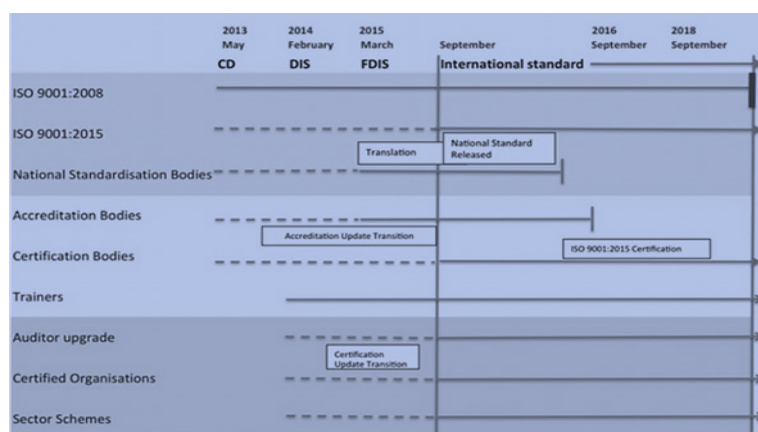 2013 2014 2015 2016 2018
May February March September September September
CD DIS FDIS International standard
ISO 9001:2008
ISO 9001:2015
Translation
National Standard
Released
National Standardisation Bodies
Accreditation Bodies
Accreditation Update Transition
ISO 9001:2015 Certification
Certification Bodies
Trainers
Auditor upgrade
Certification
Update Transition
Certified Organisations
Sector Schemes